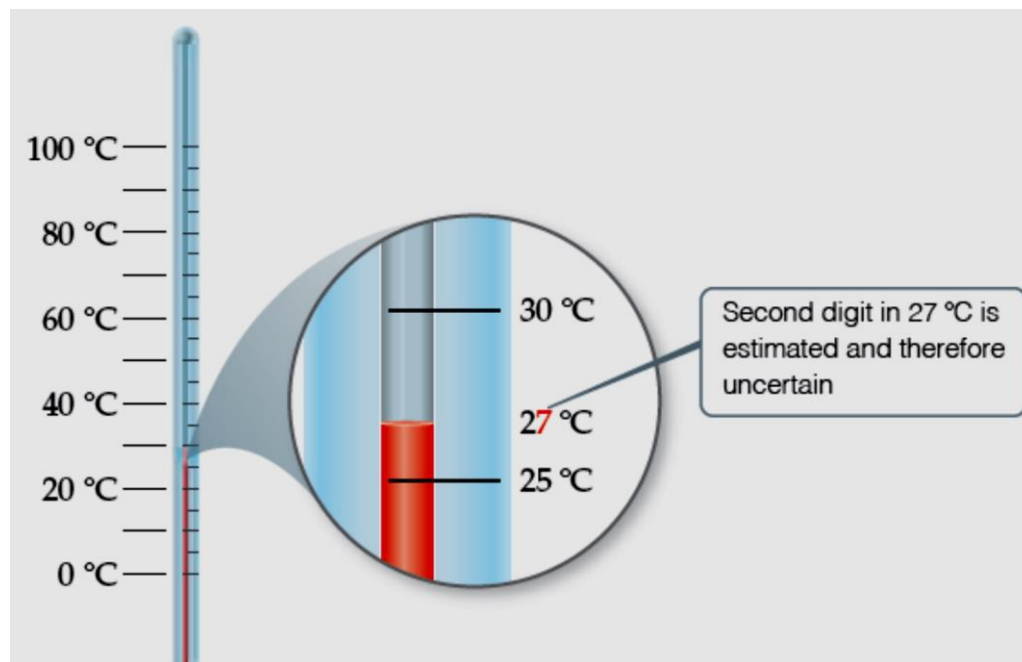 100 °C
80 °C
60 °C
40 °C
20 °C
0 °C
30 °C
27 °C
25 °C
Second digit in 27 °C is
estimated and therefore
uncertain